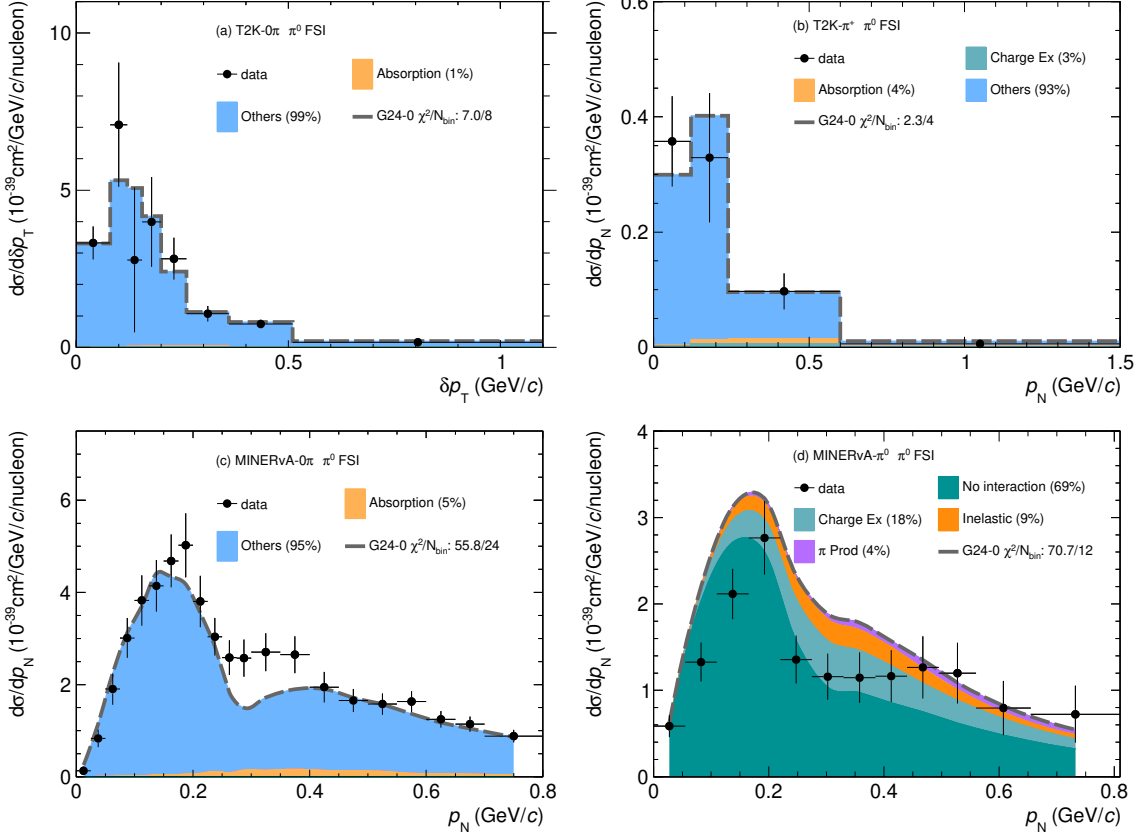 (a) T2K-0π π⁰ FSI
data
Absorption (1%)
Others (99%)
G24-0 χ²/N_bin: 7.0/8
10
5
0
0
0.5
1
dσ/dδp_T (10⁻³⁹cm²/GeV/c/nucleon)
δp_T (GeV/c)
(b) T2K-π⁺ π⁰ FSI
data
Charge Ex (3%)
Absorption (4%)
Others (93%)
G24-0 χ²/N_bin: 2.3/4
0.6
0.4
0.2
0
0
0.5
1
1.5
dσ/dp_N (10⁻³⁹cm²/GeV/c/nucleon)
p_N (GeV/c)
(c) MINERvA-0π π⁰ FSI
data
Absorption (5%)
Others (95%)
G24-0 χ²/N_bin: 55.8/24
6
4
2
0
0
0.2
0.4
0.6
0.8
dσ/dp_N (10⁻³⁹cm²/GeV/c/nucleon)
p_N (GeV/c)
(d) MINERvA-π⁰ π⁰ FSI
data
No interaction (69%)
Charge Ex (18%)
Inelastic (9%)
π Prod (4%)
G24-0 χ²/N_bin: 70.7/12
4
3
2
1
0
0
0.2
0.4
0.6
0.8
dσ/dp_N (10⁻³⁹cm²/GeV/c/nucleon)
p_N (GeV/c)